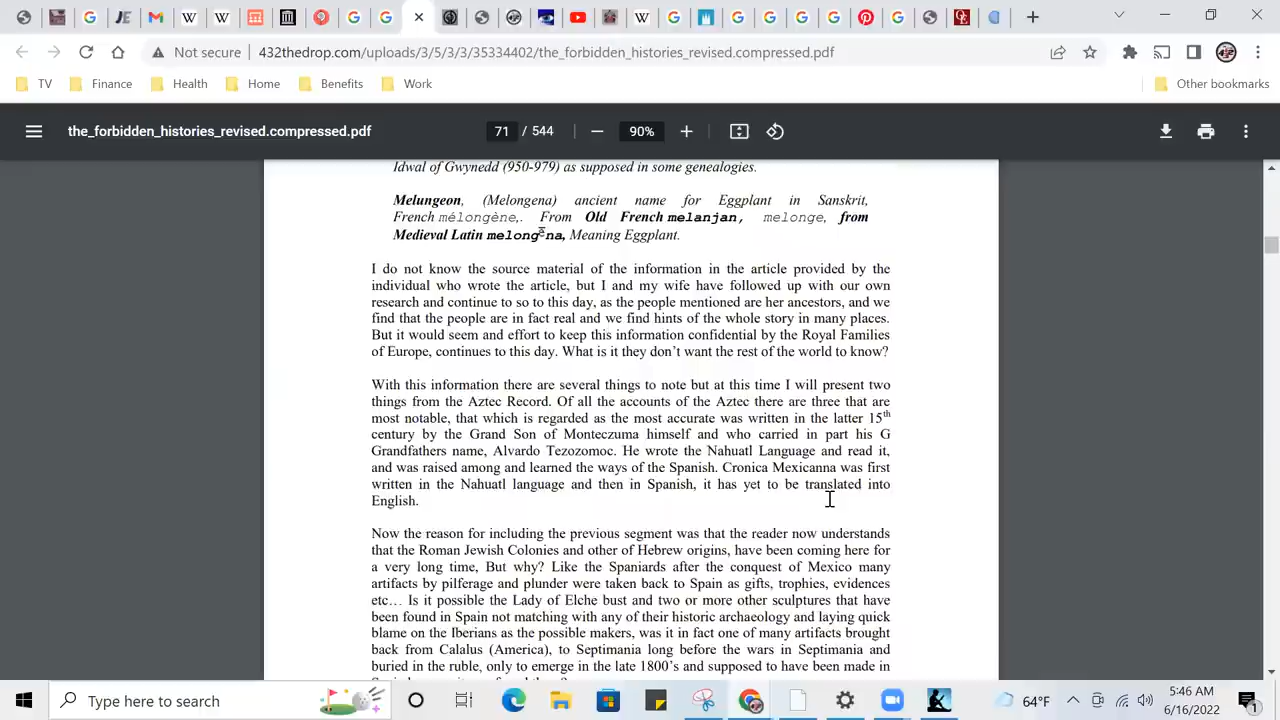 Not secure
432thedrop.com/uploads/3/5/3/3/35334402/the_forbidden_histories_revised.compressed.pdf
TV Finance Health Home Benefits Work Other bookmarks
the_forbidden_histories_revised.compressed.pdf 71 / 544 90%
Idwal of Gwynedd (950-979) as supposed in some genealogies.
Melungeon, (Melongena) ancient name for Eggplant in Sanskrit,
French mélongène,. From Old French melanjan, melonge, from
Medieval Latin melongēna, Meaning Eggplant.
I do not know the source material of the information in the article provided by the
individual who wrote the article, but I and my wife have followed up with our own
research and continue to so to this day, as the people mentioned are her ancestors, and we
find that the people are in fact real and we find hints of the whole story in many places.
But it would seem and effort to keep this information confidential by the Royal Families
of Europe, continues to this day. What is it they don't want the rest of the world to know?
With this information there are several things to note but at this time I will present two
things from the Aztec Record. Of all the accounts of the Aztec there are three that are
most notable, that which is regarded as the most accurate was written in the latter 15th
century by the Grand Son of Monteczuma himself and who carried in part his G
Grandfathers name, Alvardo Tezozomoc. He wrote the Nahuatl Language and read it,
and was raised among and learned the ways of the Spanish. Cronica Mexicanna was first
written in the Nahuatl language and then in Spanish, it has yet to be translated into
English.
Now the reason for including the previous segment was that the reader now understands
that the Roman Jewish Colonies and other of Hebrew origins, have been coming here for
a very long time, But why? Like the Spaniards after the conquest of Mexico many
artifacts by pilferage and plunder were taken back to Spain as gifts, trophies, evidences
etc… Is it possible the Lady of Elche bust and two or more other sculptures that have
been found in Spain not matching with any of their historic archaeology and laying quick
blame on the Iberians as the possible makers, was it in fact one of many artifacts brought
back from Calalus (America), to Septimania long before the wars in Septimania and
buried in the ruble, only to emerge in the late 1800's and supposed to have been made in
Type here to search
64°F
5:46 AM
6/16/2022